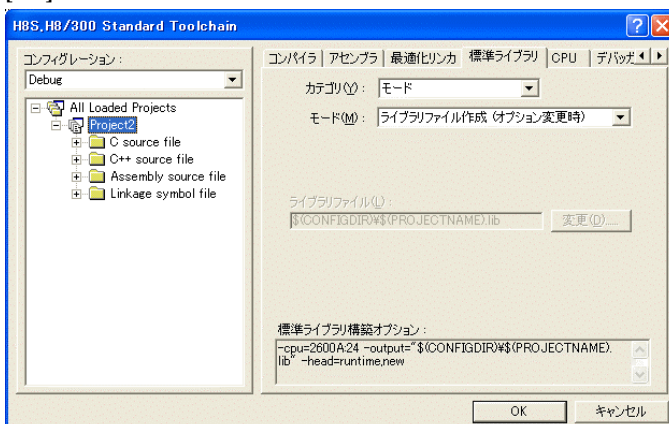 H8S,H8/300 Standard Toolchain
コンフィグレーション :
Debug
All Loaded Projects
Project2
C source file
C++ source file
Assembly source file
Linkage symbol file
コンパイラ アセンブラ 最適化リンカ 標準ライブラリ CPU デバッガ
カテゴリ(Y) : モード
モード(M) : ライブラリファイル作成 (オプション変更時)
ライブラリファイル(L) :
$(CONFIGDIR)¥$(PROJECTNAME).lib 変更(D)....
標準ライブラリ構築オプション :
-cpu=2600A:24 -output="$(CONFIGDIR)¥$(PROJECTNAME).
lib" -head=runtime,new
OK キャンセル